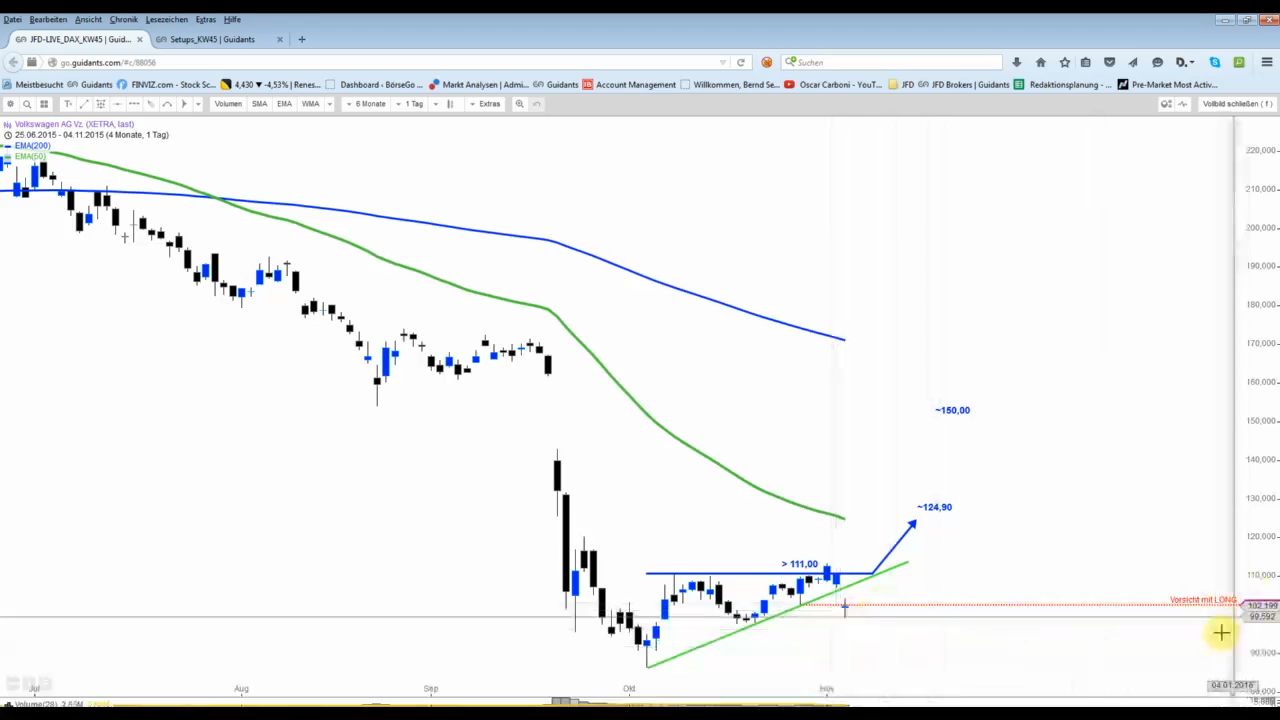 Datei Bearbeiten Ansicht Chronik Lesezeichen Extras Hilfe
JFD-LIVE_DAX_KW45 | Guid... Setups_KW45 | Guidants
go.guidants.com/#c/88056 Suchen
Meistbesucht Guidants FINVIZ.com - Stock Sc... 4,430 ▼ -4,53% | Renes... Dashboard - BörseGo ... Markt Analysen | Admi... Guidants Account Management Willkommen, Bernd Se... Oscar Carboni - YouT... JFD JFD Brokers | Guidants Redaktionsplanung - ... Pre-Market Most Activ...
Volumen SMA EMA WMA 6 Monate 1 Tag Extras Vollbild schließen ( f )
Volkswagen AG Vz. (XETRA, last)
25.06.2015 - 04.11.2015 (4 Monate, 1 Tag)
EMA(200)
EMA(50)
220,000
210,000
200,000
190,000
180,000
170,000
160,000
150,000
~150,00
140,000
130,000
~124,90
120,000
> 111,00
110,000
Vorsicht mit LONG
102,199
99,592
90,000
04.01.2016
Jul Aug Sep Okt Nov